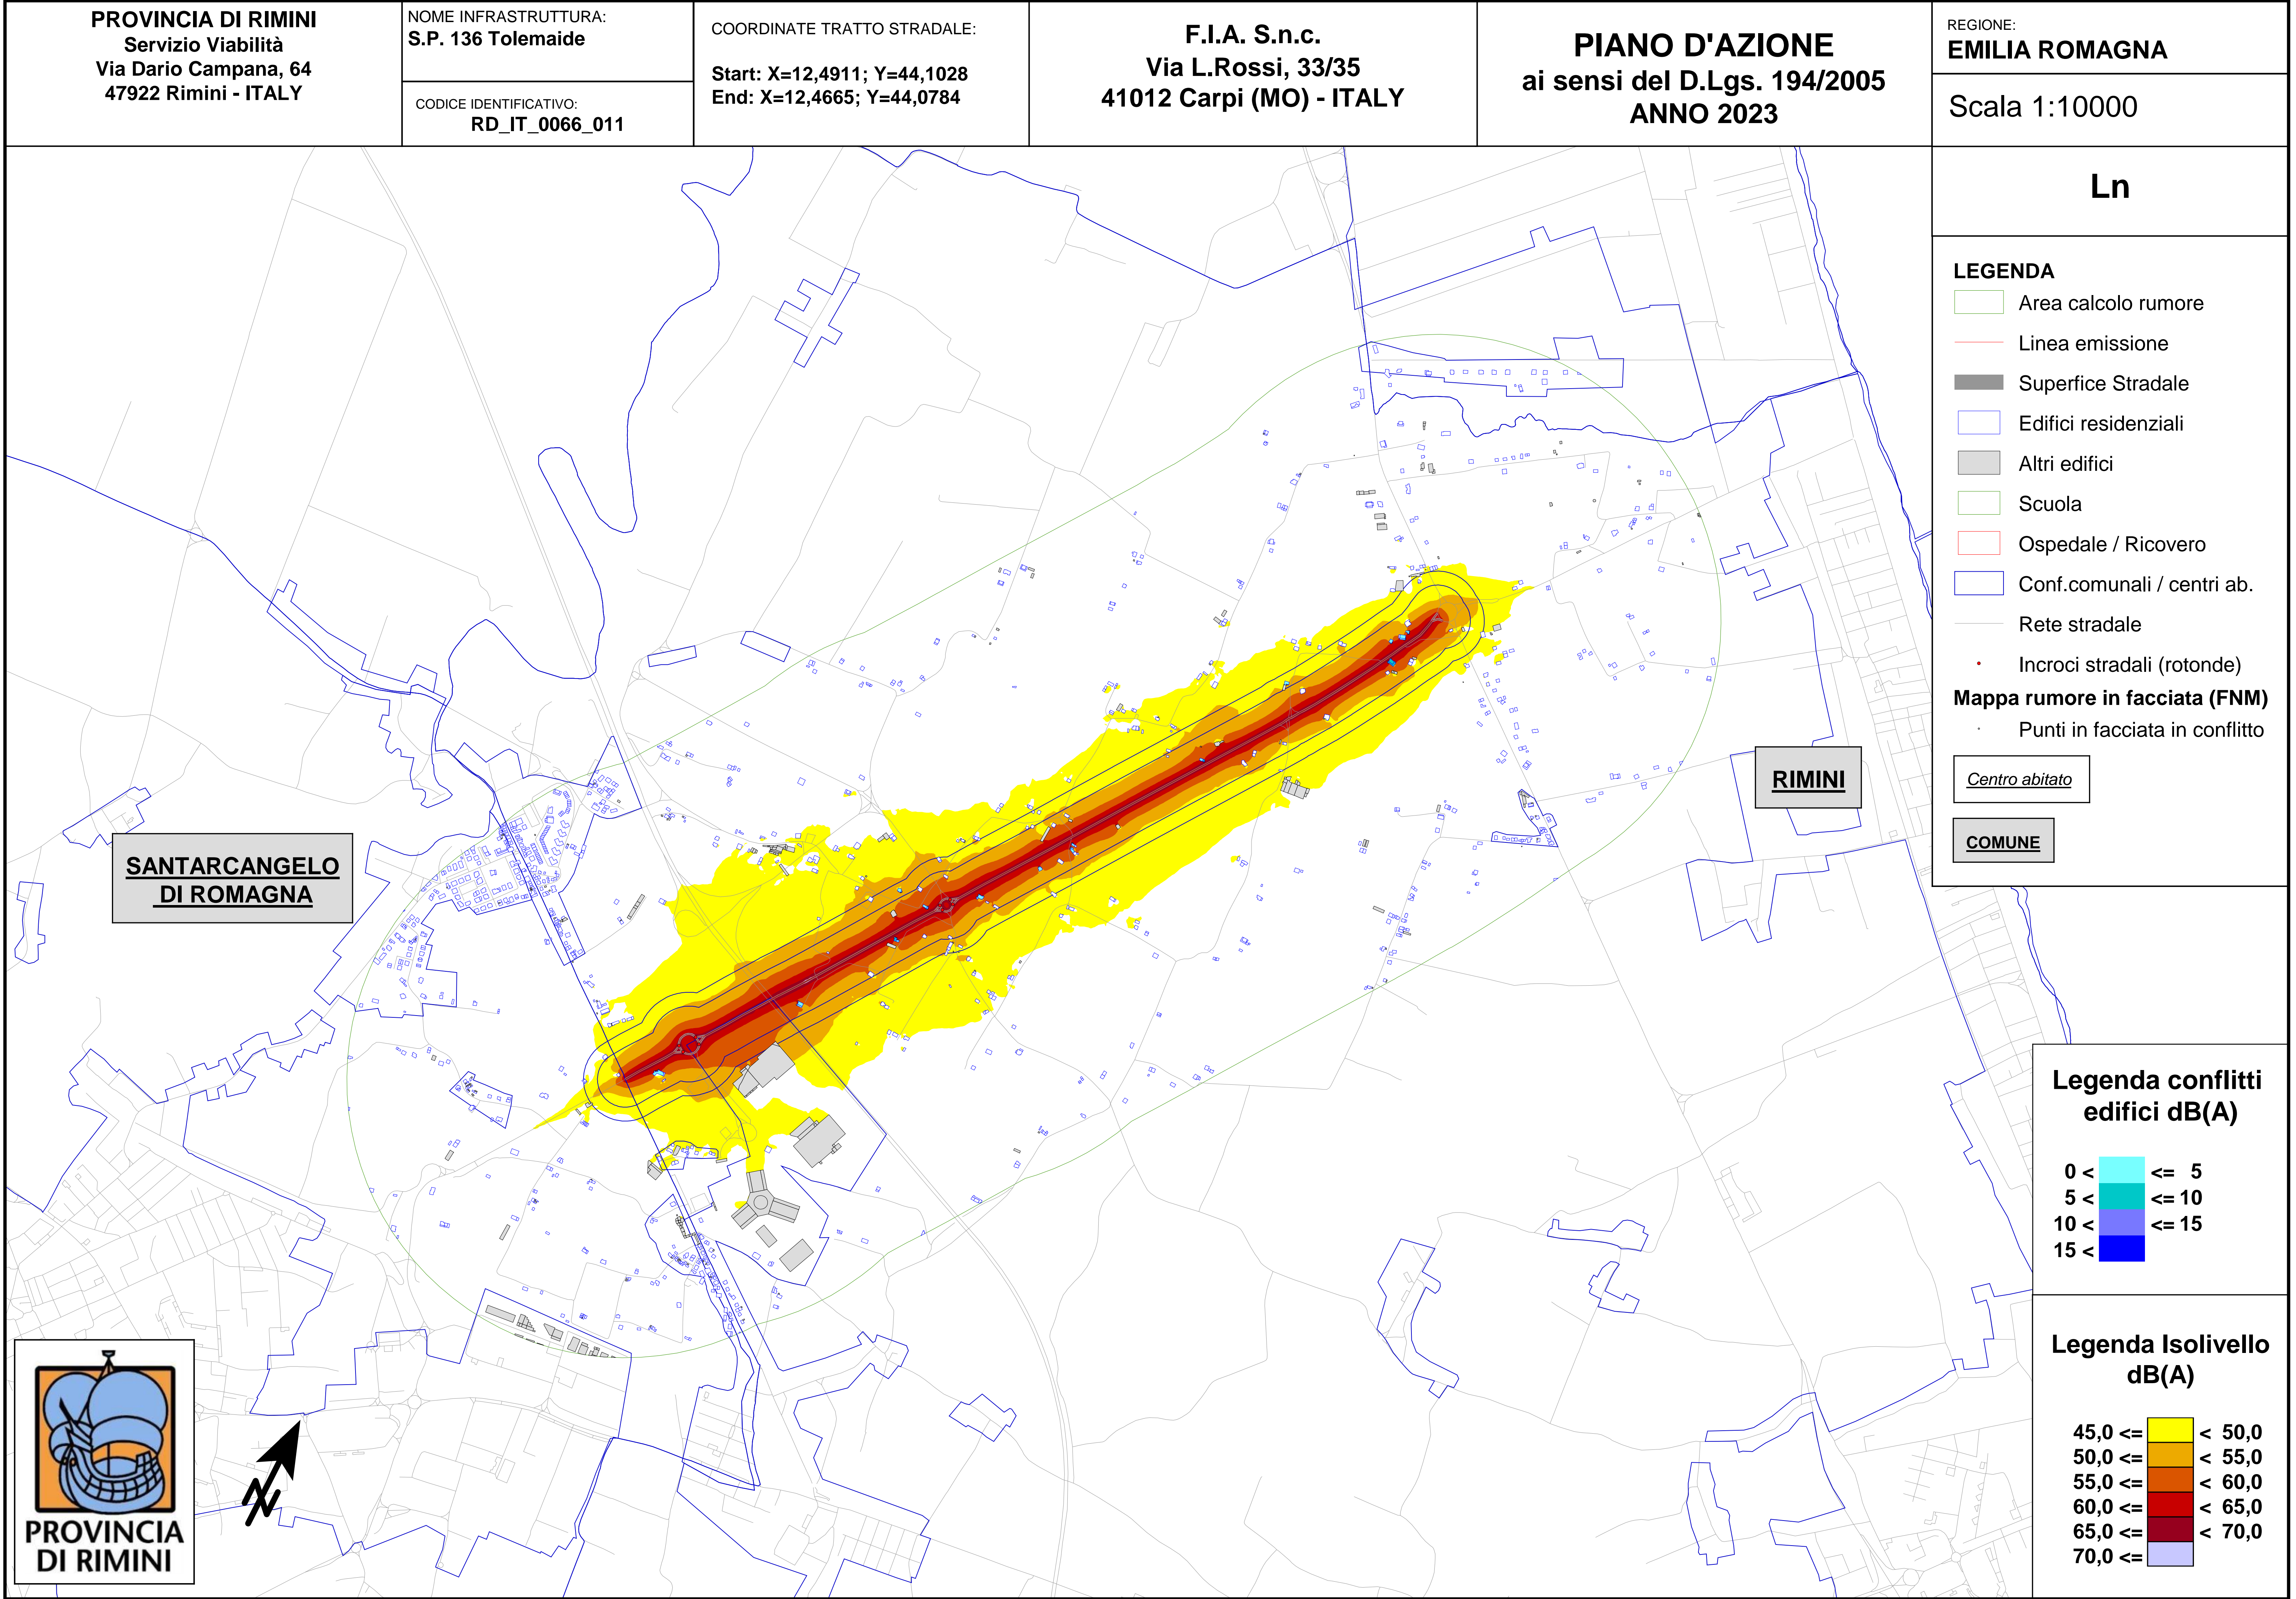 PROVINCIA DI RIMINI
Servizio Viabilità
Via Dario Campana, 64
47922 Rimini - ITALY
NOME INFRASTRUTTURA:
S.P. 136 Tolemaide
CODICE IDENTIFICATIVO:
RD_IT_0066_011
COORDINATE TRATTO STRADALE:
Start: X=12,4911; Y=44,1028
End: X=12,4665; Y=44,0784
F.I.A. S.n.c.
Via L.Rossi, 33/35
41012 Carpi (MO) - ITALY
PIANO D'AZIONE
ai sensi del D.Lgs. 194/2005
ANNO 2023
REGIONE:
EMILIA ROMAGNA
Scala 1:10000
Ln
LEGENDA
Area calcolo rumore
Linea emissione
Superfice Stradale
Edifici residenziali
Altri edifici
Scuola
Ospedale / Ricovero
Conf.comunali / centri ab.
Rete stradale
Incroci stradali (rotonde)
Mappa rumore in facciata (FNM)
Punti in facciata in conflitto
Centro abitato
COMUNE
RIMINI
SANTARCANGELO
DI ROMAGNA
Legenda conflitti
edifici dB(A)
0 < <= 5
5 < <= 10
10 < <= 15
15 <
Legenda Isolivello
dB(A)
45,0 <= < 50,0
50,0 <= < 55,0
55,0 <= < 60,0
60,0 <= < 65,0
65,0 <= < 70,0
70,0 <=
PROVINCIA
DI RIMINI
N